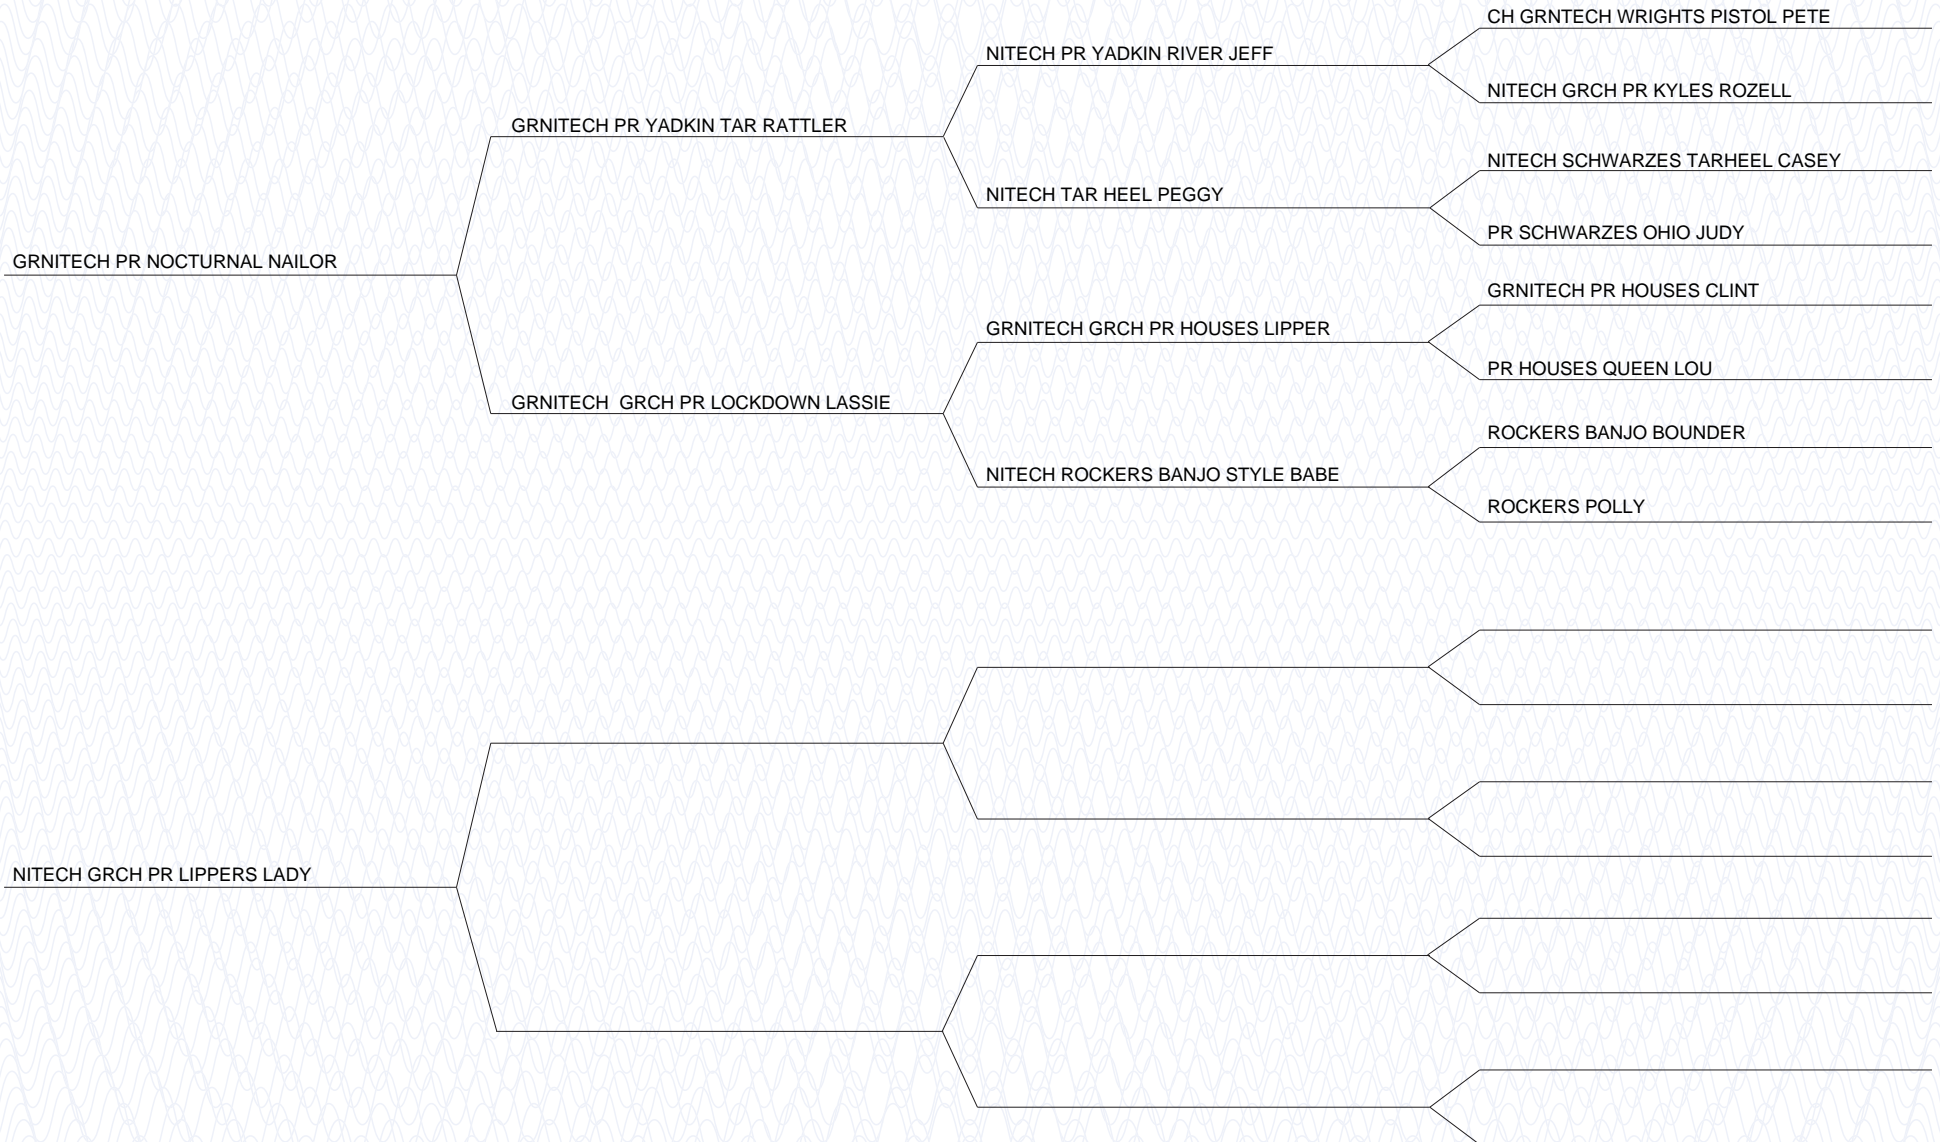 CH GRNTECH WRIGHTS PISTOL PETE
NITECH PR YADKIN RIVER JEFF
NITECH GRCH PR KYLES ROZELL
GRNITECH PR YADKIN TAR RATTLER
NITECH SCHWARZES TARHEEL CASEY
NITECH TAR HEEL PEGGY
PR SCHWARZES OHIO JUDY
GRNITECH PR NOCTURNAL NAILOR
GRNITECH PR HOUSES CLINT
GRNITECH GRCH PR HOUSES LIPPER
PR HOUSES QUEEN LOU
GRNITECH  GRCH PR LOCKDOWN LASSIE
ROCKERS BANJO BOUNDER
NITECH ROCKERS BANJO STYLE BABE
ROCKERS POLLY
NITECH GRCH PR LIPPERS LADY